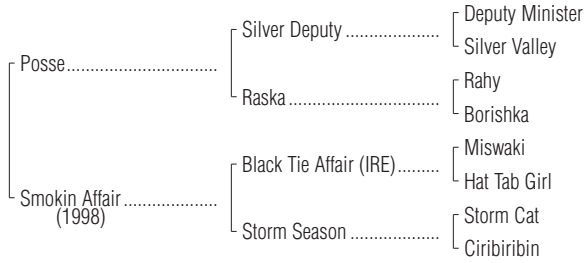 Deputy Minister
Silver Deputy ....................
Silver Valley
Posse ................................
Rahy
Raska ................................
Borishka
Miswaki
Black Tie Affair (IRE) .........
Hat Tab Girl
Smokin Affair ....................
(1998)
Storm Cat
Storm Season ....................
Ciribiribin